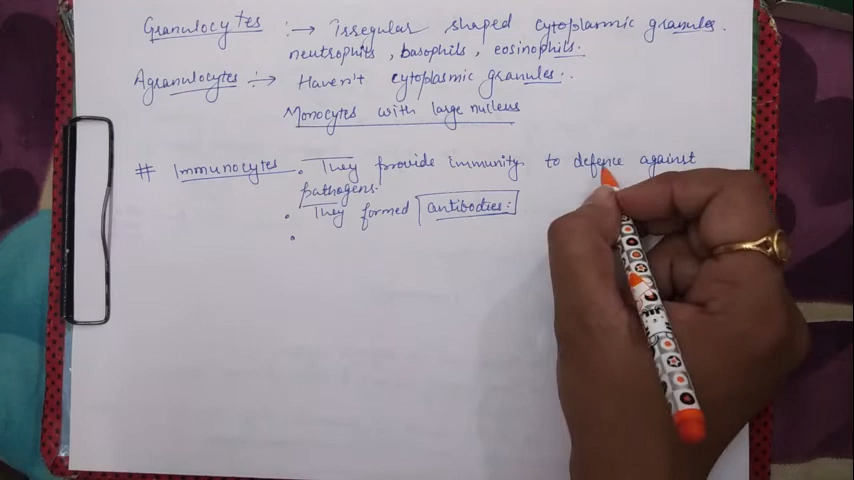 Granulocytes :→ Irregular shaped cytoplasmic granules.
neutrophils, basophils, eosinophils.
Agranulocytes :→ Haven't cytoplasmic granules.
Monocytes with large nucleus
# Immunocytes . They provide immunity to defence against
pathogens.
. They formed antibodies.
.